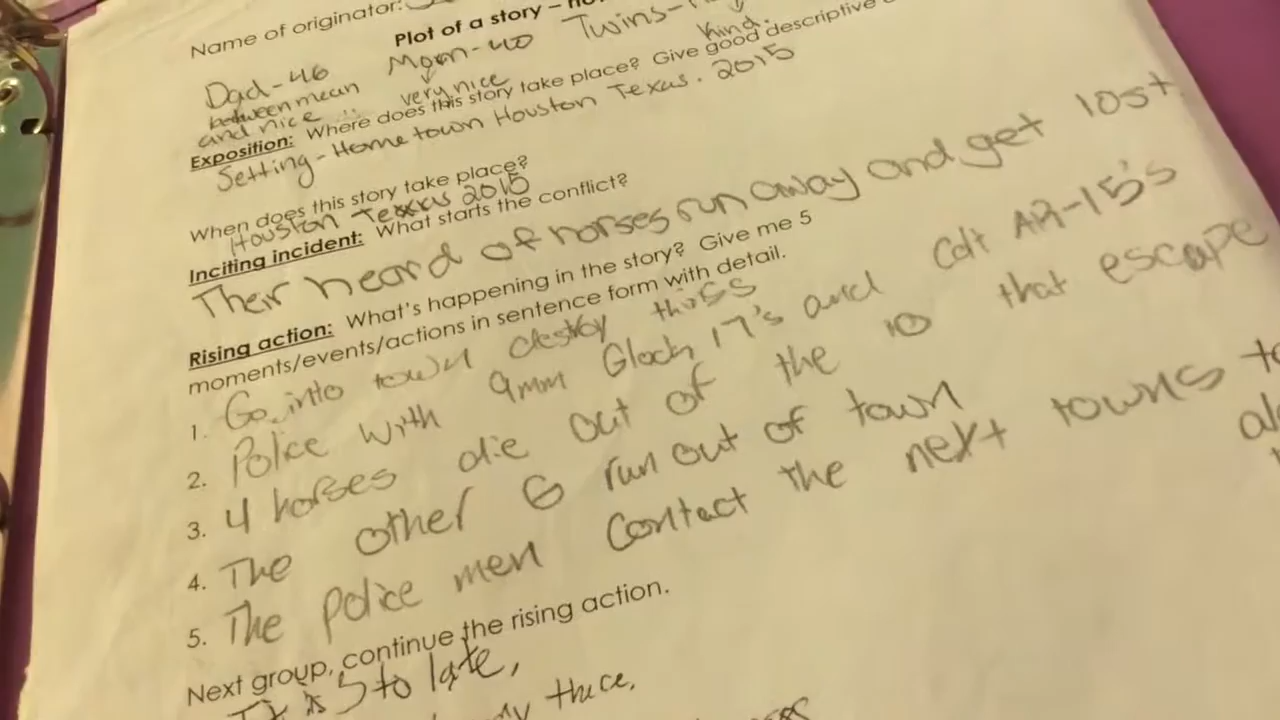 Name of originator:
Plot of a story –
Dad-46 Mom-40 Twins-
between mean very nice Kind.
and nice
Exposition: Where does this story take place? Give good descriptive
Setting-Hometown Houston Texas. 2015
When does this story take place?
Houston Texas 2015
Inciting incident: What starts the conflict?
Their heard of horses run away and get lost.
Rising action: What's happening in the story? Give me 5
moments/events/actions in sentence form with detail.
1. Go into town destroy
2. Police with 9mm Glock 17's and Colt AR-15's
3. 4 horses die out of the 10 that escape
4. The other 6 run out of town
5. The police men contact the next towns to
Next group, continue the rising action.
to late,